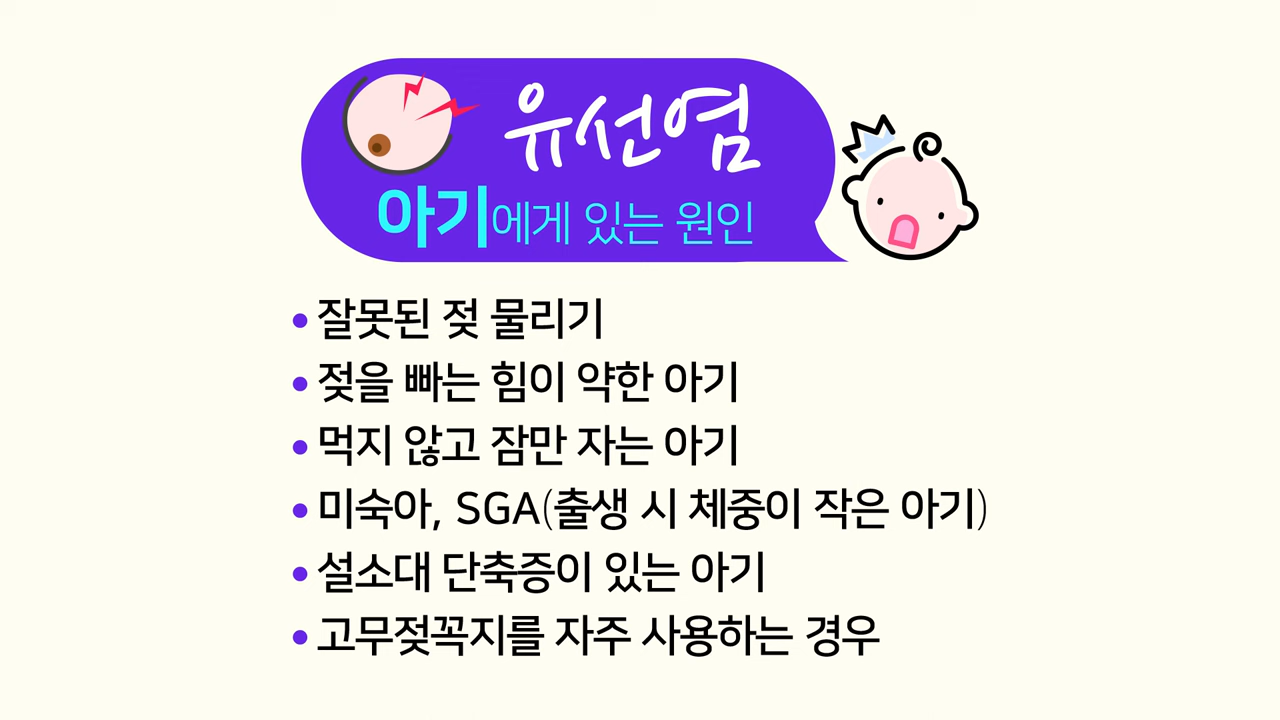 유선염
아기에게 있는 원인
• 잘못된 젖 물리기
• 젖을 빠는 힘이 약한 아기
• 먹지 않고 잠만 자는 아기
• 미숙아, SGA(출생 시 체중이 작은 아기)
• 설소대 단축증이 있는 아기
• 고무젖꼭지를 자주 사용하는 경우